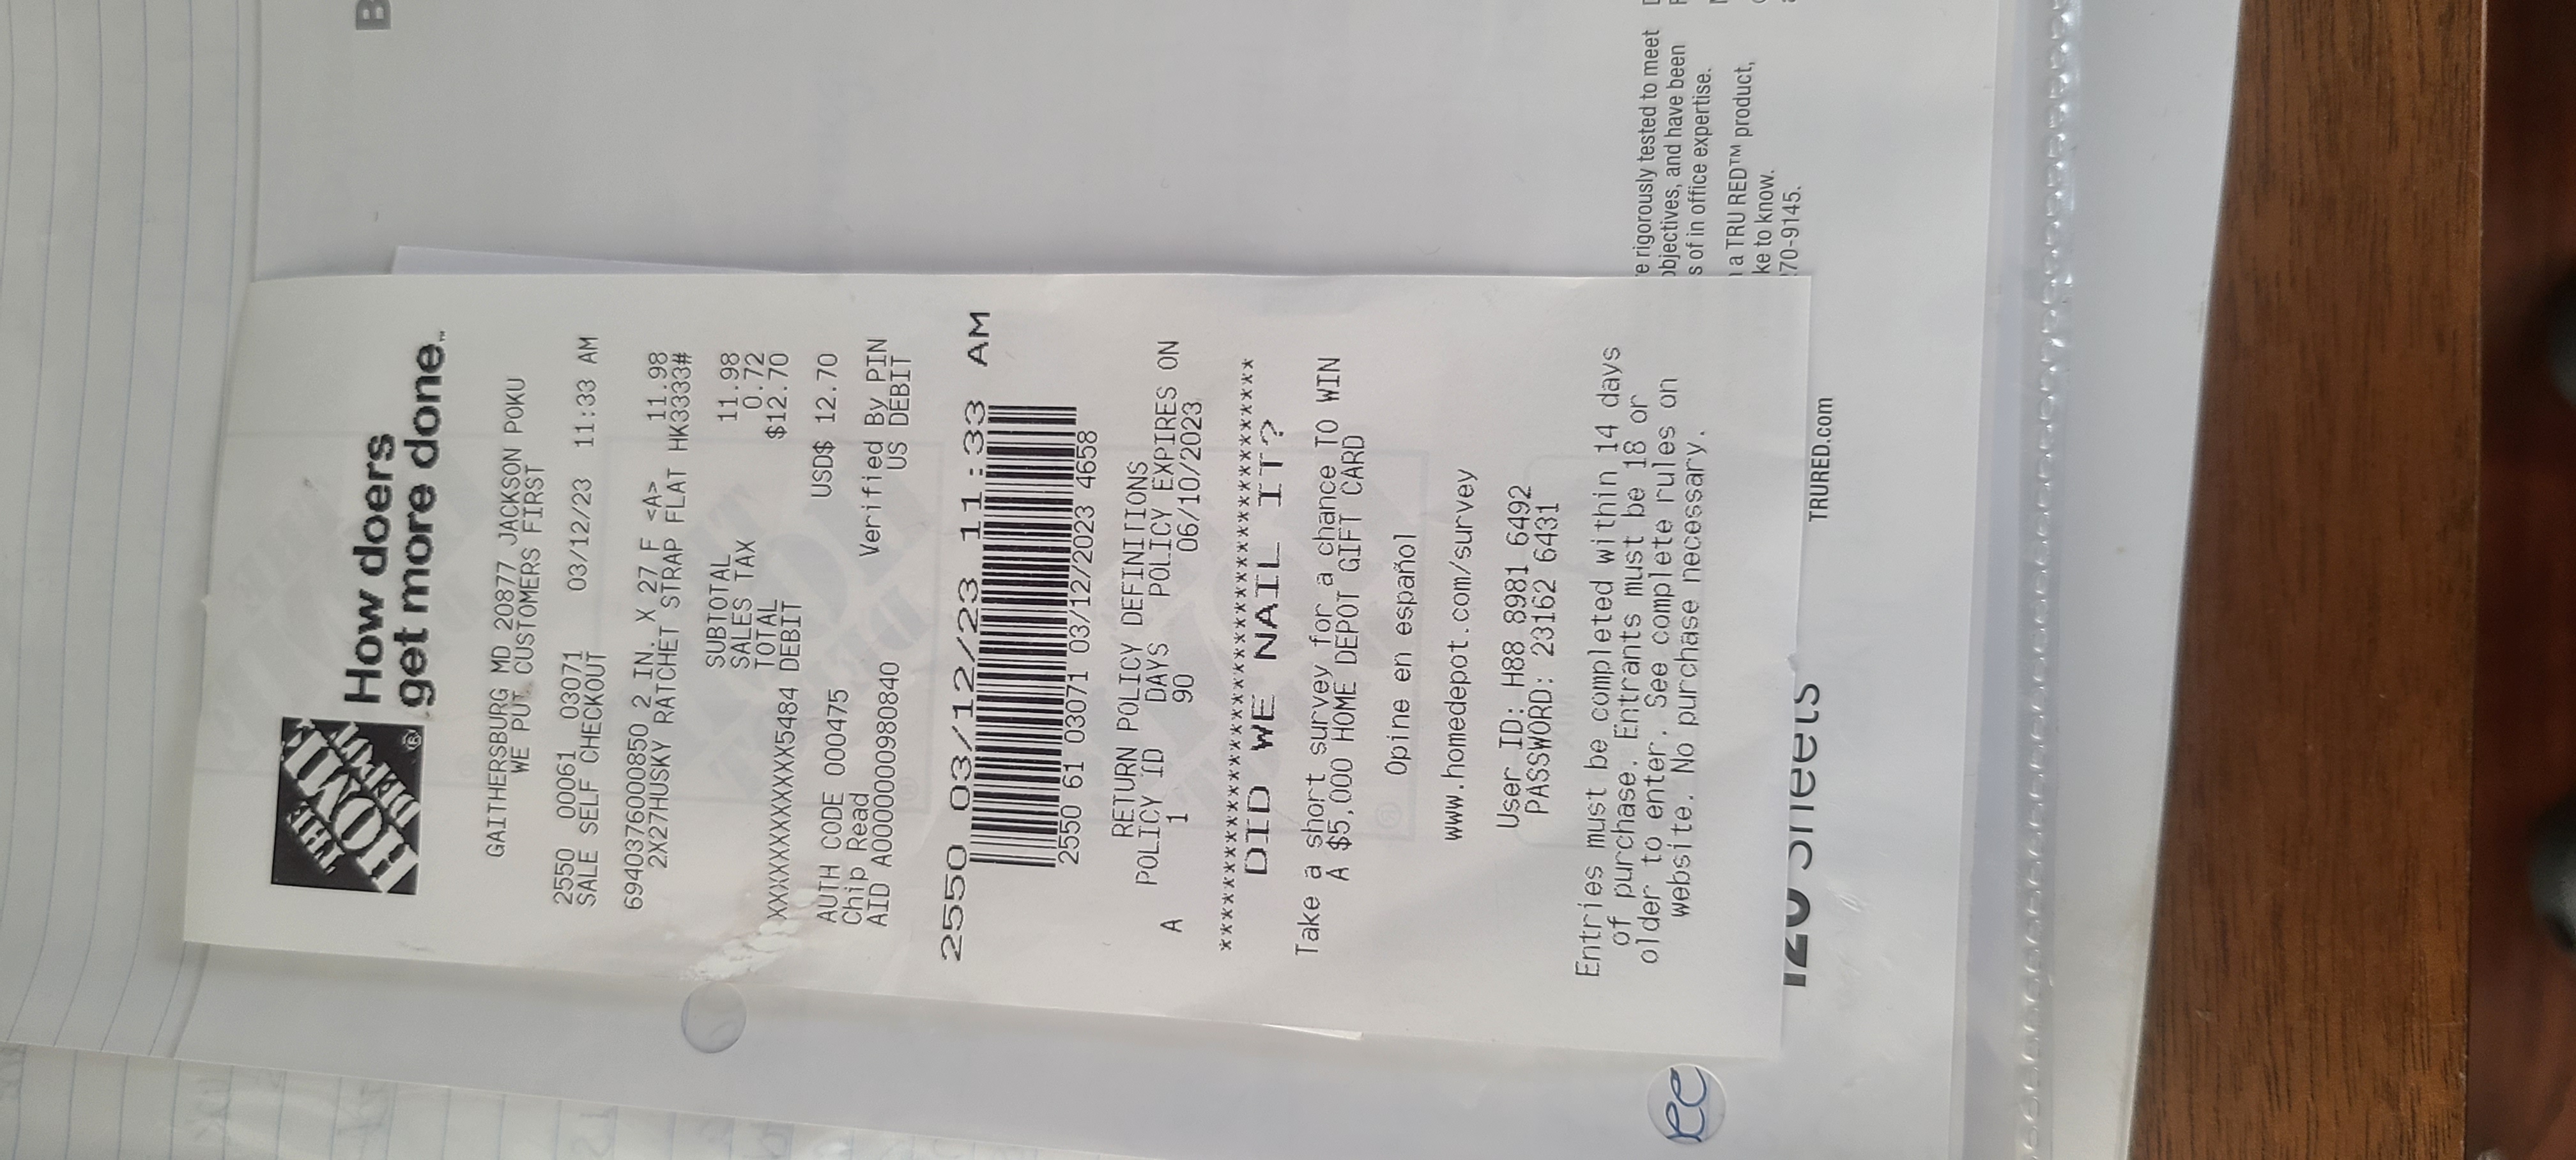 THE
HOME
DEPOT
®
How doers
get more done.™
GAITHERSBURG MD 20877 JACKSON POKU
WE PUT CUSTOMERS FIRST
2550 00061 03071 03/12/23 11:33 AM
SALE SELF CHECKOUT
6940376000850 2 IN. X 27 F <A> 11.98
2X27HUSKY RATCHET STRAP FLAT HK3333#
SUBTOTAL 11.98
SALES TAX 0.72
TOTAL $12.70
XXXXXXXXXXXX5484 DEBIT
USD$ 12.70
AUTH CODE 000475
Chip Read Verified By PIN
AID A0000000980840 US DEBIT
2550 03/12/23 11:33 AM
2550 61 03071 03/12/2023 4658
RETURN POLICY DEFINITIONS
POLICY ID DAYS POLICY EXPIRES ON
A 1 90 06/10/2023
******************************************
DID WE NAIL IT?
Take a short survey for a chance TO WIN
A $5,000 HOME DEPOT GIFT CARD
Opine en español
www.homedepot.com/survey
User ID: H88 8981 6492
PASSWORD: 23162 6431
Entries must be completed within 14 days
of purchase. Entrants must be 18 or
older to enter. See complete rules on
website. No purchase necessary.
e rigorously tested to meet
objectives, and have been
s of in office expertise.
a TRU RED™ product,
ke to know.
70-9145.
120 Sheets
TRURED.com
ec
B